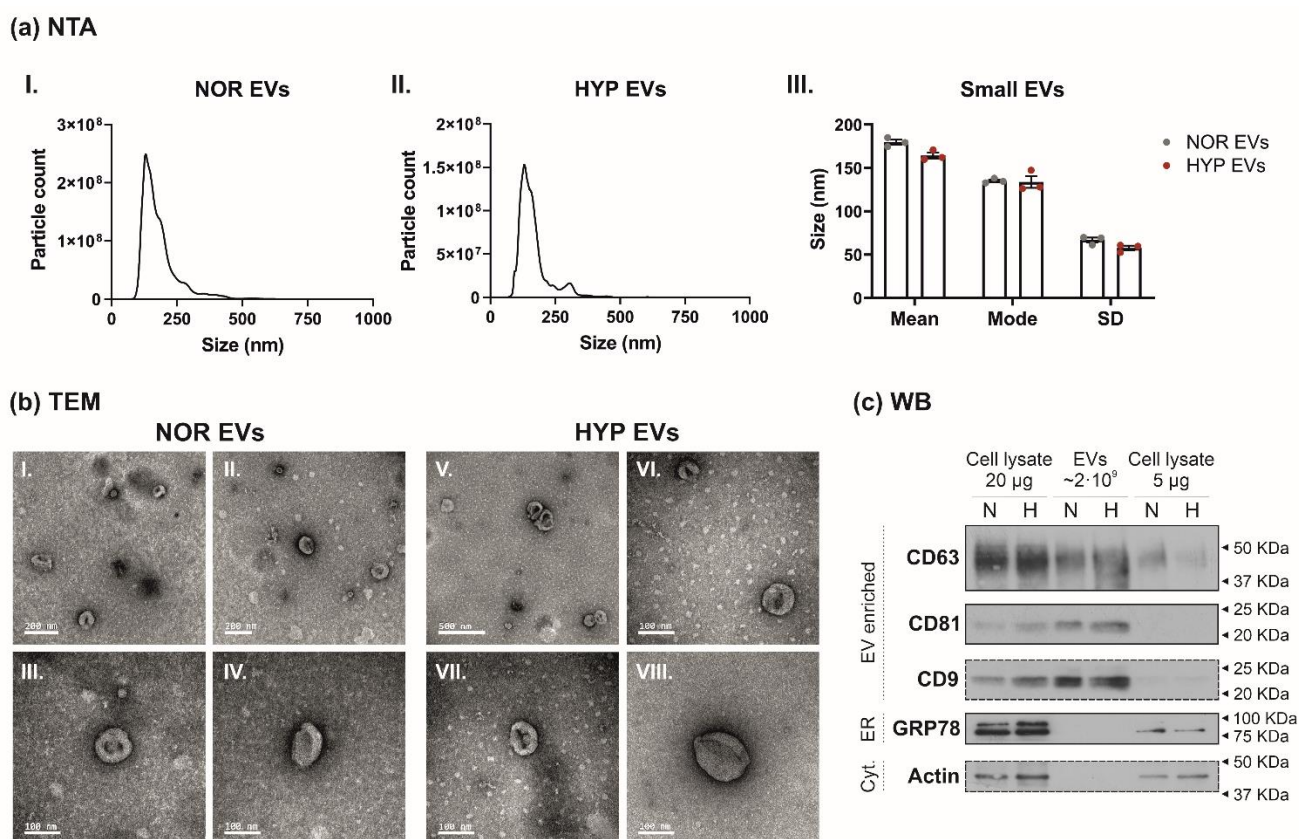 (a) NTA
I.
NOR EVs
3×10⁸
2×10⁸
1×10⁸
0
Particle count
0 250 500 750 1000
Size (nm)
II.
HYP EVs
2×10⁸
1.5×10⁸
1×10⁸
5×10⁷
0
Particle count
0 250 500 750 1000
Size (nm)
III.
Small EVs
200
150
100
50
0
Size (nm)
Mean Mode SD
NOR EVs
HYP EVs
(b) TEM
NOR EVs
HYP EVs
I.
200 nm
II.
200 nm
V.
500 nm
VI.
100 nm
III.
100 nm
IV.
100 nm
VII.
100 nm
VIII.
100 nm
(c) WB
Cell lysate 20 µg
EVs ~2·10⁹
Cell lysate 5 µg
N H N H N H
EV enriched
CD63
50 KDa
37 KDa
CD81
25 KDa
20 KDa
CD9
25 KDa
20 KDa
ER
GRP78
100 KDa
75 KDa
Cyt.
Actin
50 KDa
37 KDa